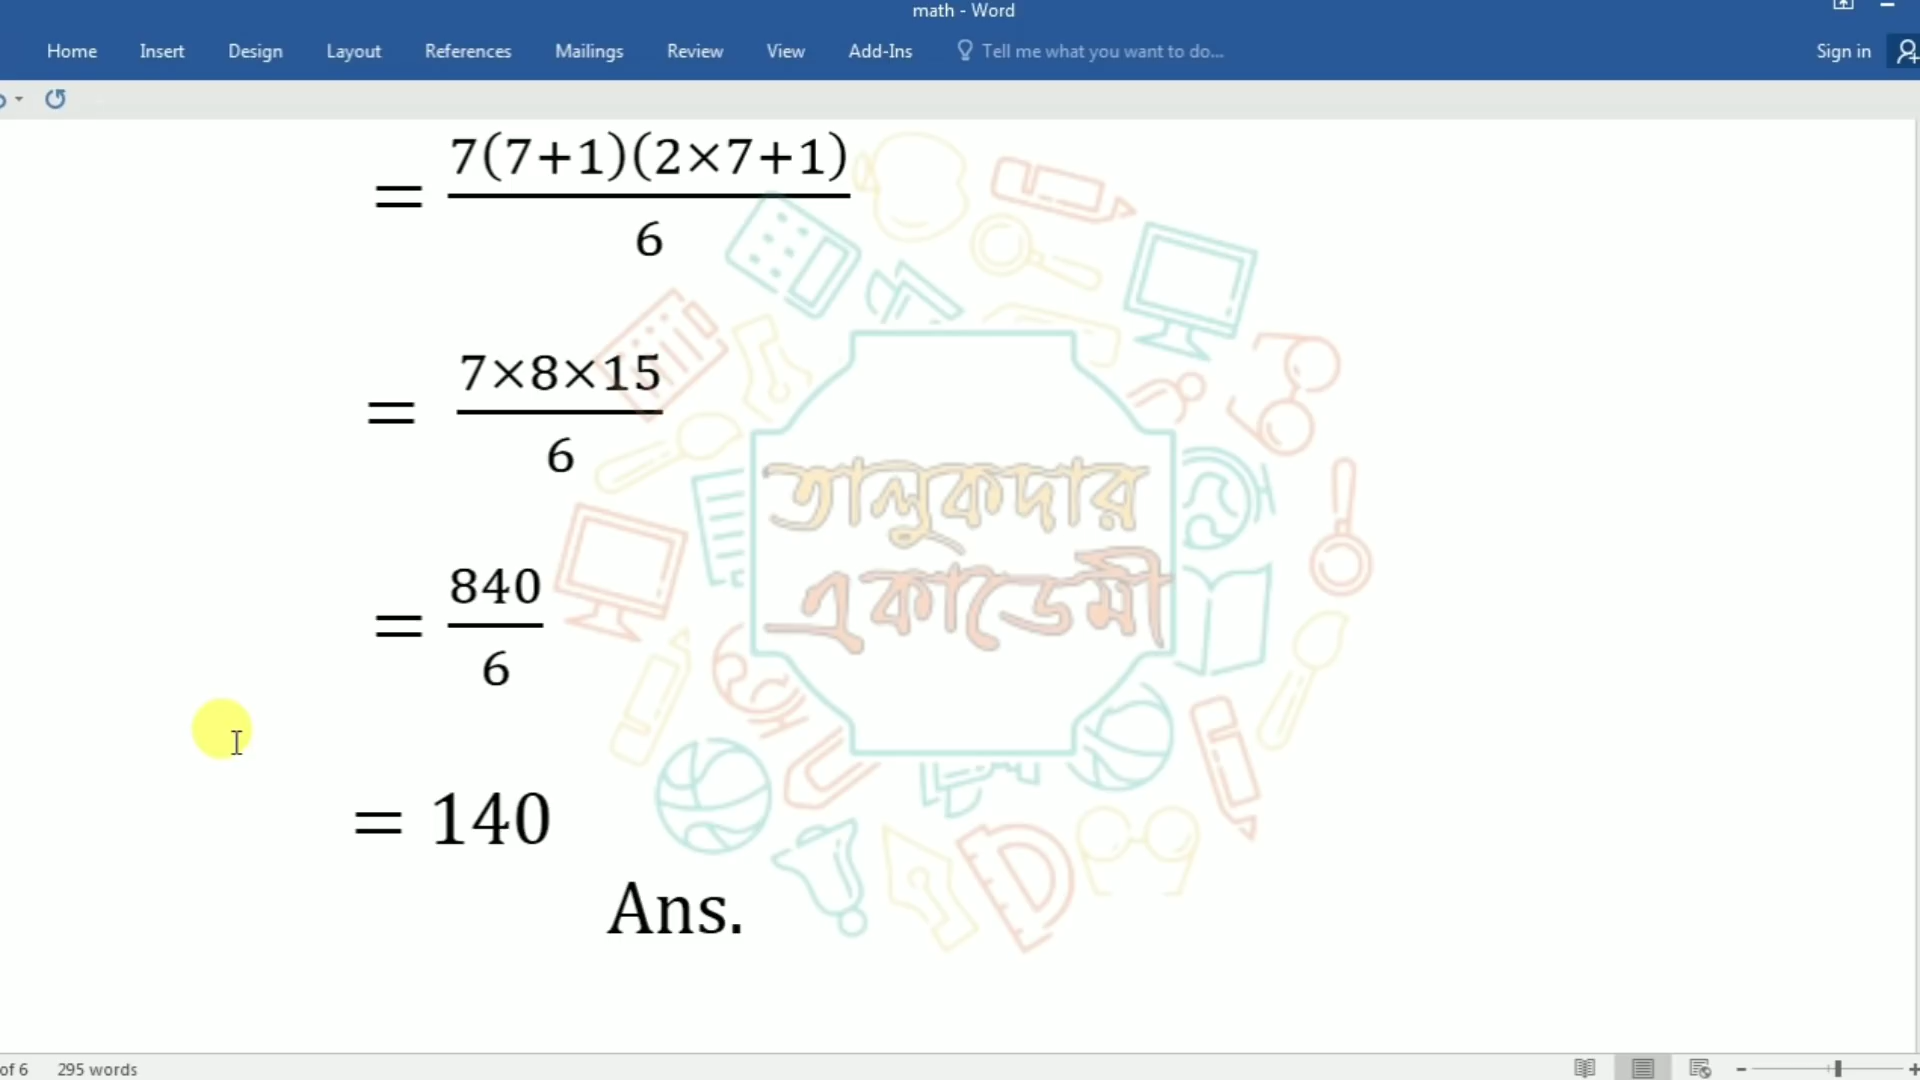 math - Word
Home Insert Design Layout References Mailings Review View Add-Ins Tell me what you want to do... Sign in
= 7(7+1)(2×7+1)
6
= 7×8×15
6
= 840
6
= 140
Ans.
তালুকদার
একাডেমী
of 6 295 words